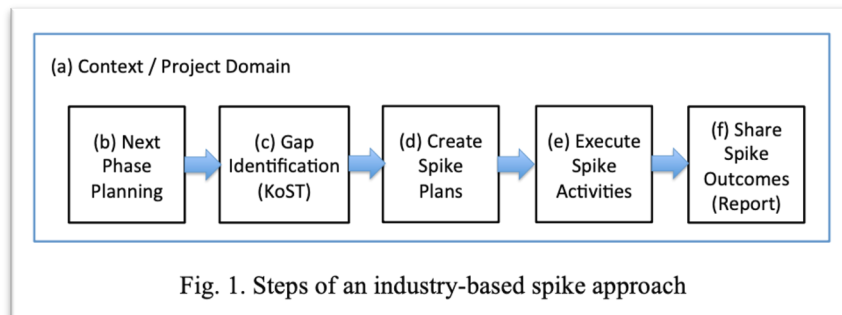 (a) Context / Project Domain
(b) Next
Phase
Planning
(c) Gap
Identification
(KoST)
(d) Create
Spike
Plans
(e) Execute
Spike
Activities
(f) Share
Spike
Outcomes
(Report)
Fig. 1. Steps of an industry-based spike approach